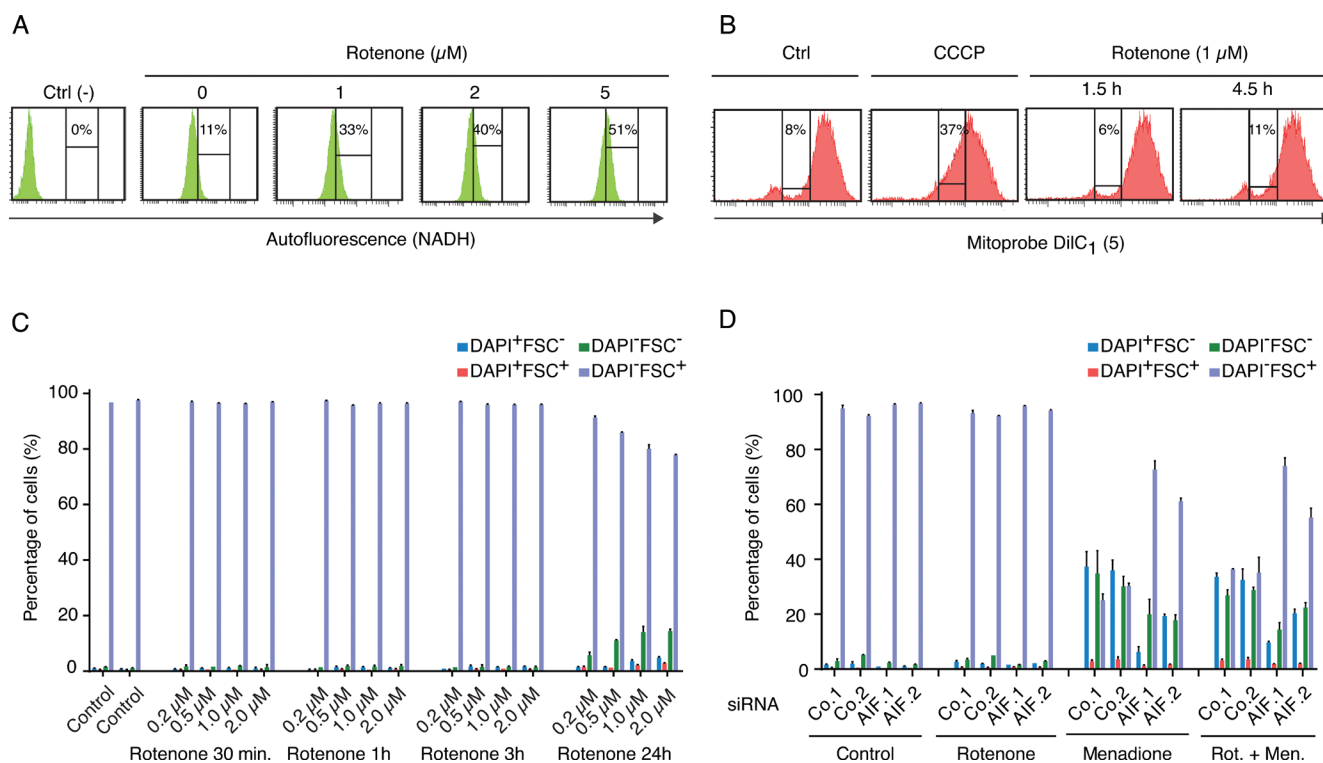 A
Rotenone (µM)
Ctrl (-) 0 1 2 5
0% 11% 33% 40% 51%
Autofluorescence (NADH)
B
Ctrl CCCP Rotenone (1 µM)
1.5 h 4.5 h
8% 37% 6% 11%
Mitoprobe DilC1 (5)
C
DAPI+FSC- DAPI-FSC-
DAPI+FSC+ DAPI-FSC+
Percentage of cells (%)
100
80
60
40
20
0
Control Control 0.2 µM 0.5 µM 1.0 µM 2.0 µM 0.2 µM 0.5 µM 1.0 µM 2.0 µM 0.2 µM 0.5 µM 1.0 µM 2.0 µM 0.2 µM 0.5 µM 1.0 µM 2.0 µM
Rotenone 30 min. Rotenone 1h Rotenone 3h Rotenone 24h
D
DAPI+FSC- DAPI-FSC-
DAPI+FSC+ DAPI-FSC+
Percentage of cells (%)
100
80
60
40
20
0
siRNA Co.1 Co.2 AIF.1 AIF.2 Co.1 Co.2 AIF.1 AIF.2 Co.1 Co.2 AIF.1 AIF.2 Co.1 Co.2 AIF.1 AIF.2
Control Rotenone Menadione Rot. + Men.